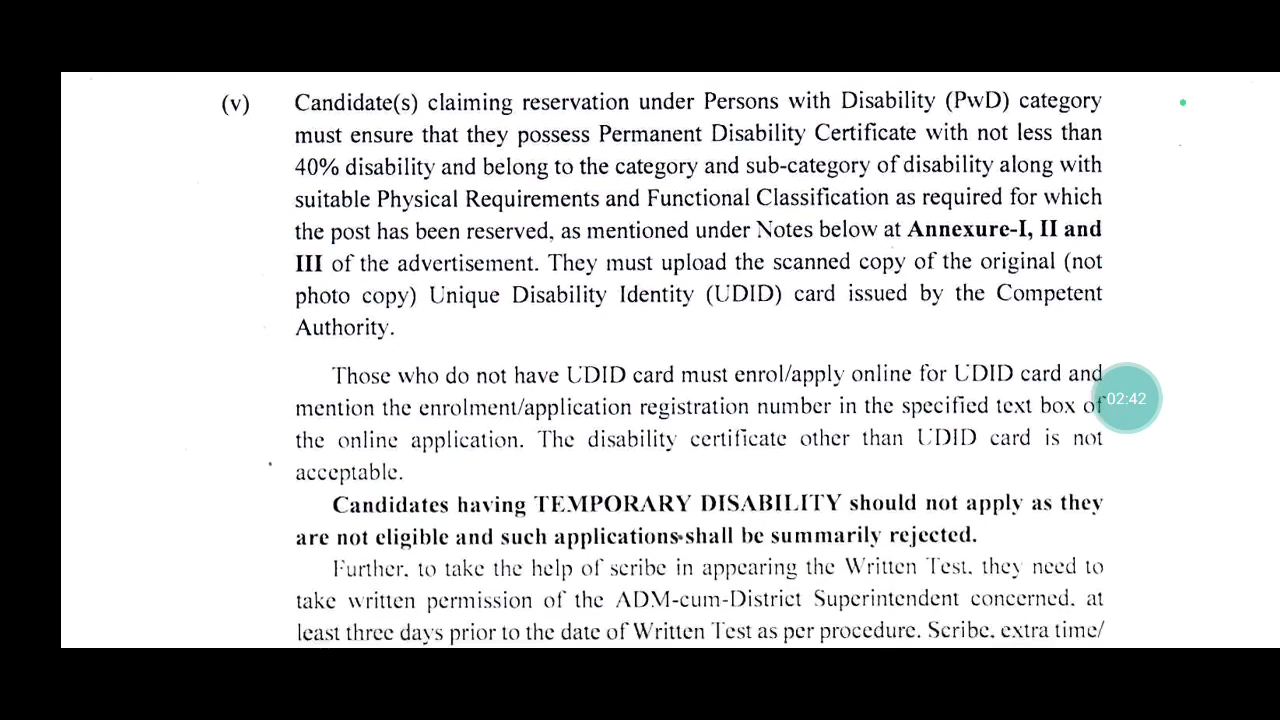 (v) Candidate(s) claiming reservation under Persons with Disability (PwD) category
must ensure that they possess Permanent Disability Certificate with not less than
40% disability and belong to the category and sub-category of disability along with
suitable Physical Requirements and Functional Classification as required for which
the post has been reserved, as mentioned under Notes below at Annexure-I, II and
III of the advertisement. They must upload the scanned copy of the original (not
photo copy) Unique Disability Identity (UDID) card issued by the Competent
Authority.
Those who do not have UDID card must enrol/apply online for UDID card and
mention the enrolment/application registration number in the specified text box of
02:42
the online application. The disability certificate other than UDID card is not
acceptable.
Candidates having TEMPORARY DISABILITY should not apply as they
are not eligible and such applications shall be summarily rejected.
Further, to take the help of scribe in appearing the Written Test, they need to
take written permission of the ADM-cum-District Superintendent concerned, at
least three days prior to the date of Written Test as per procedure. Scribe, extra time/